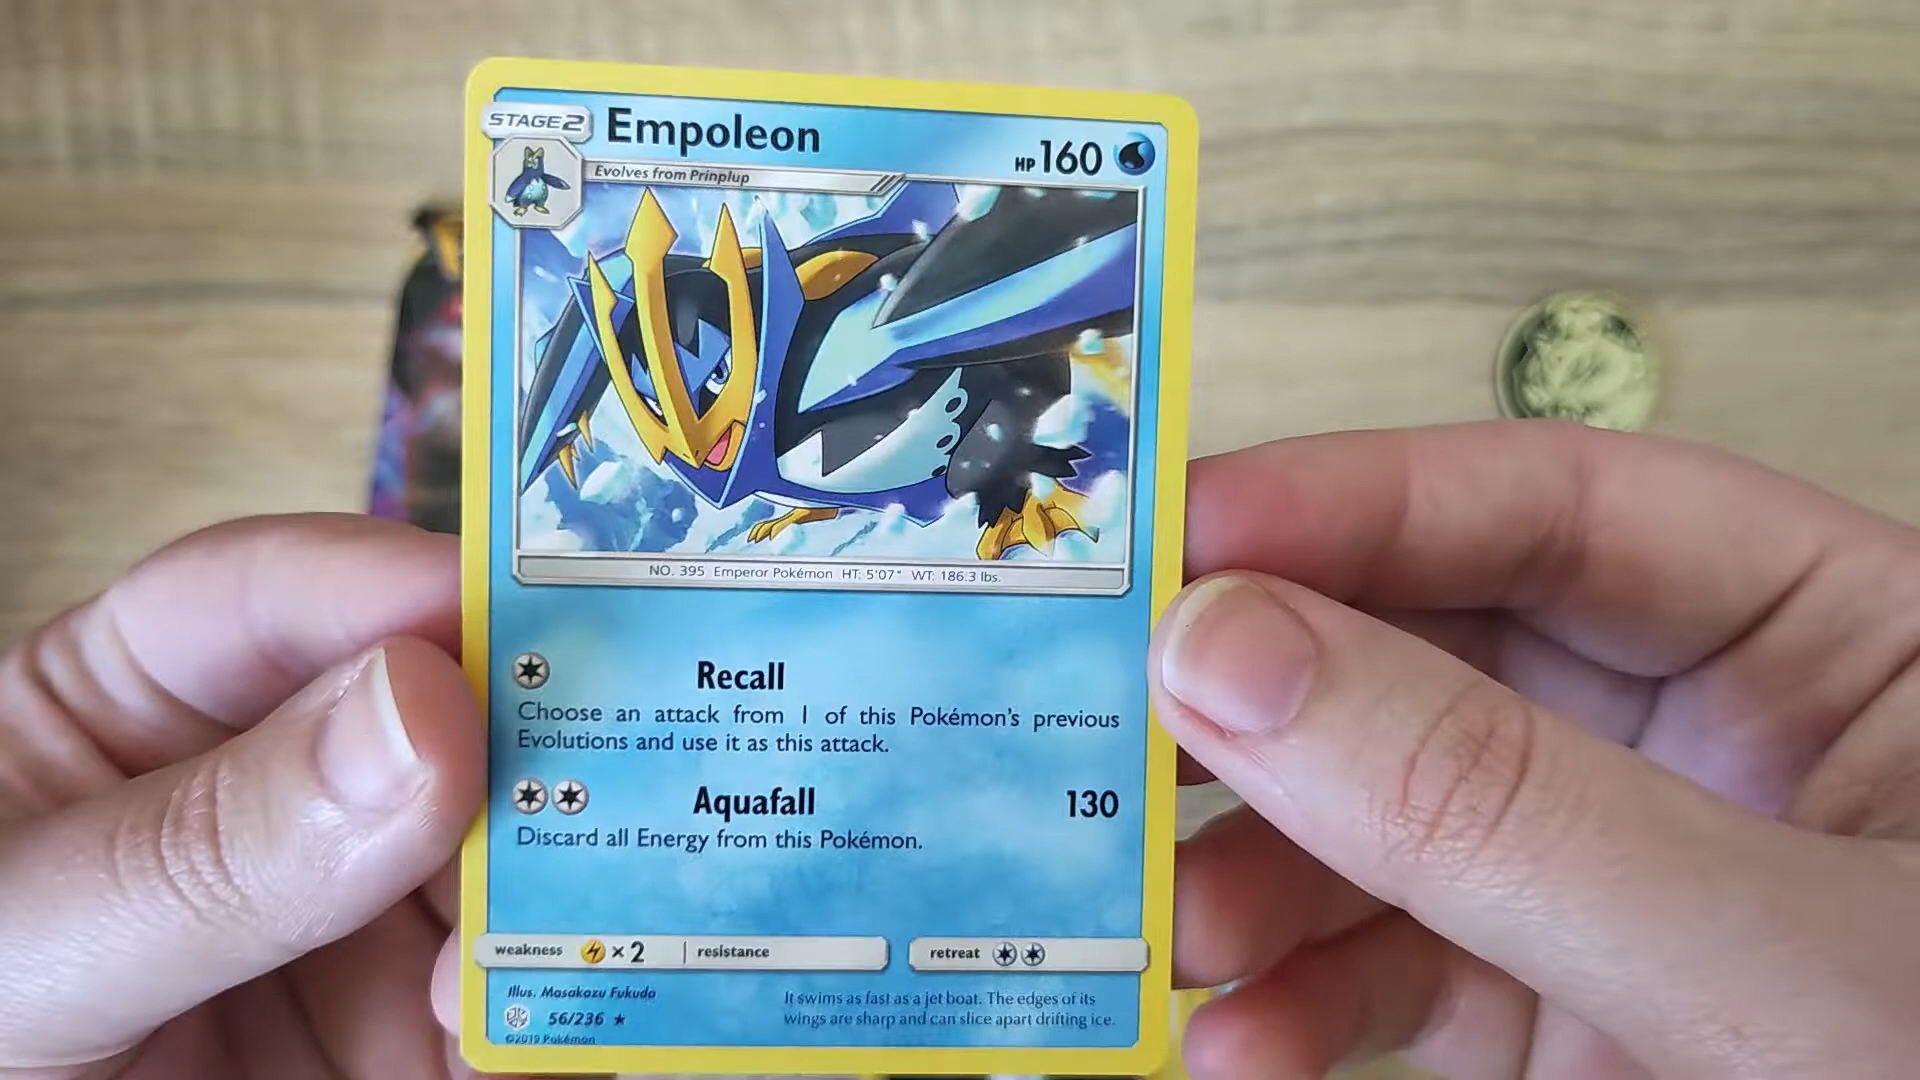 STAGE2 Empoleon HP160
Evolves from Prinplup
NO. 395 Emperor Pokémon HT: 5'07" WT: 186.3 lbs.
Recall
Choose an attack from 1 of this Pokémon's previous
Evolutions and use it as this attack.
Aquafall 130
Discard all Energy from this Pokémon.
weakness ×2 resistance retreat
Illus. Masakazu Fukuda
56/236
©2019 Pokémon
It swims as fast as a jet boat. The edges of its
wings are sharp and can slice apart drifting ice.